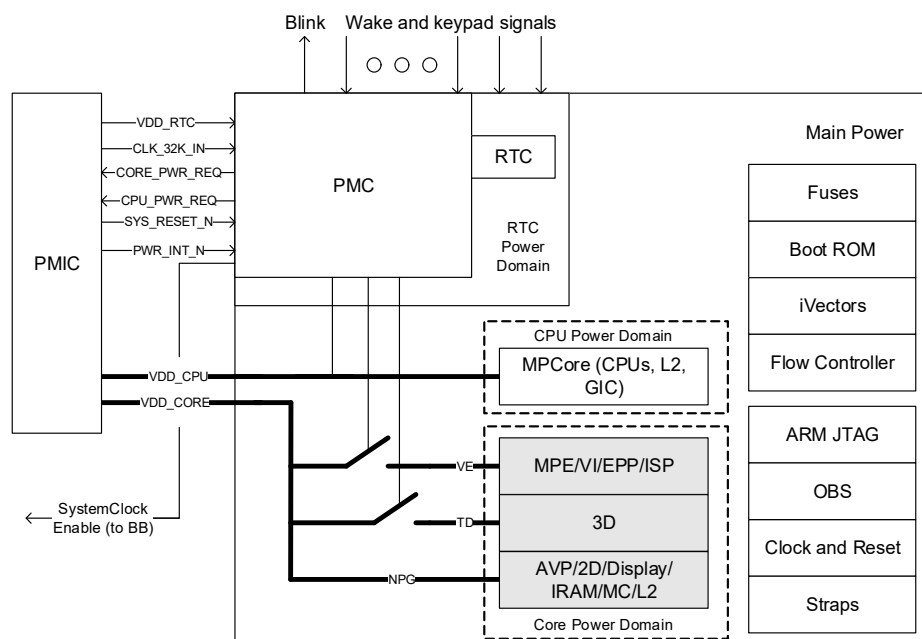 Blink
Wake and keypad signals
Main Power
PMIC
VDD_RTC
CLK_32K_IN
CORE_PWR_REQ
CPU_PWR_REQ
SYS_RESET_N
PWR_INT_N
PMC
RTC
RTC
Power
Domain
Fuses
Boot ROM
iVectors
Flow Controller
CPU Power Domain
MPCore (CPUs, L2,
GIC)
VDD_CPU
VDD_CORE
ARM JTAG
OBS
Clock and Reset
Straps
VE
MPE/VI/EPP/ISP
TD
3D
NPG
AVP/2D/Display/
IRAM/MC/L2
Core Power Domain
SystemClock
Enable (to BB)